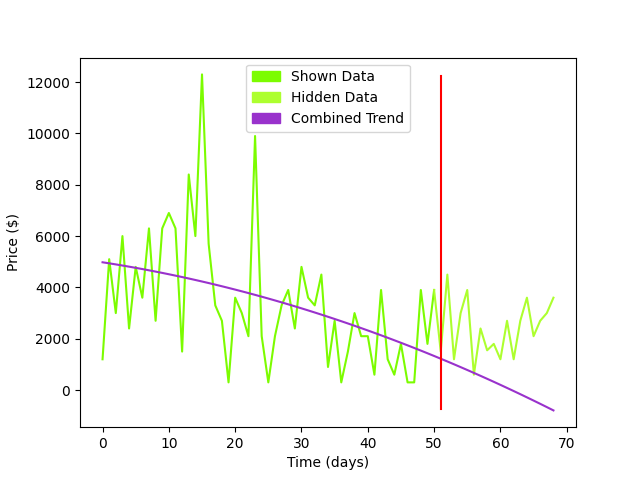 Shown Data
Hidden Data
Combined Trend
12000
10000
8000
6000
4000
2000
0
Price ($)
0 10 20 30 40 50 60 70
Time (days)